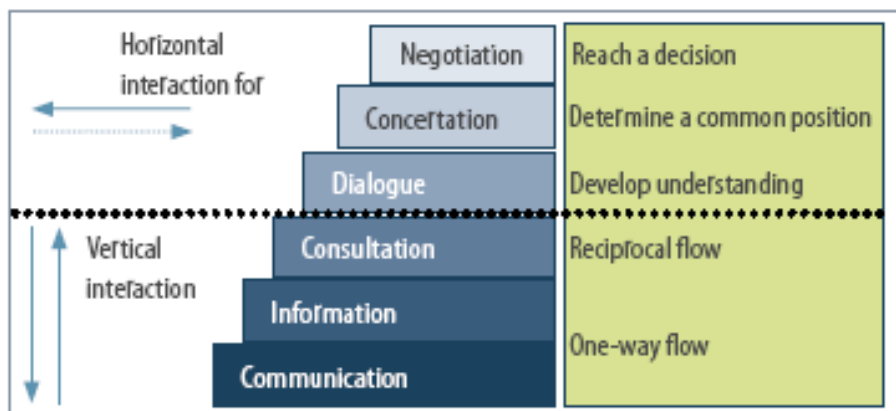 Horizontal
interaction for
Negotiation
Reach a decision
Concertation
Determine a common position
Dialogue
Develop understanding
Vertical
interaction
Consultation
Reciprocal flow
Information
One-way flow
Communication